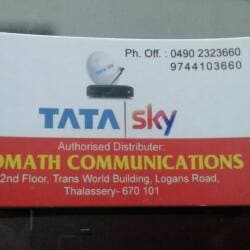 Ph. Off. : 0490 2323660
9744103660
TATA sky
Authorised Distributer:
OMATH COMMUNICATIONS
2nd Floor, Trans World Building, Logans Road,
Thalassery- 670 101